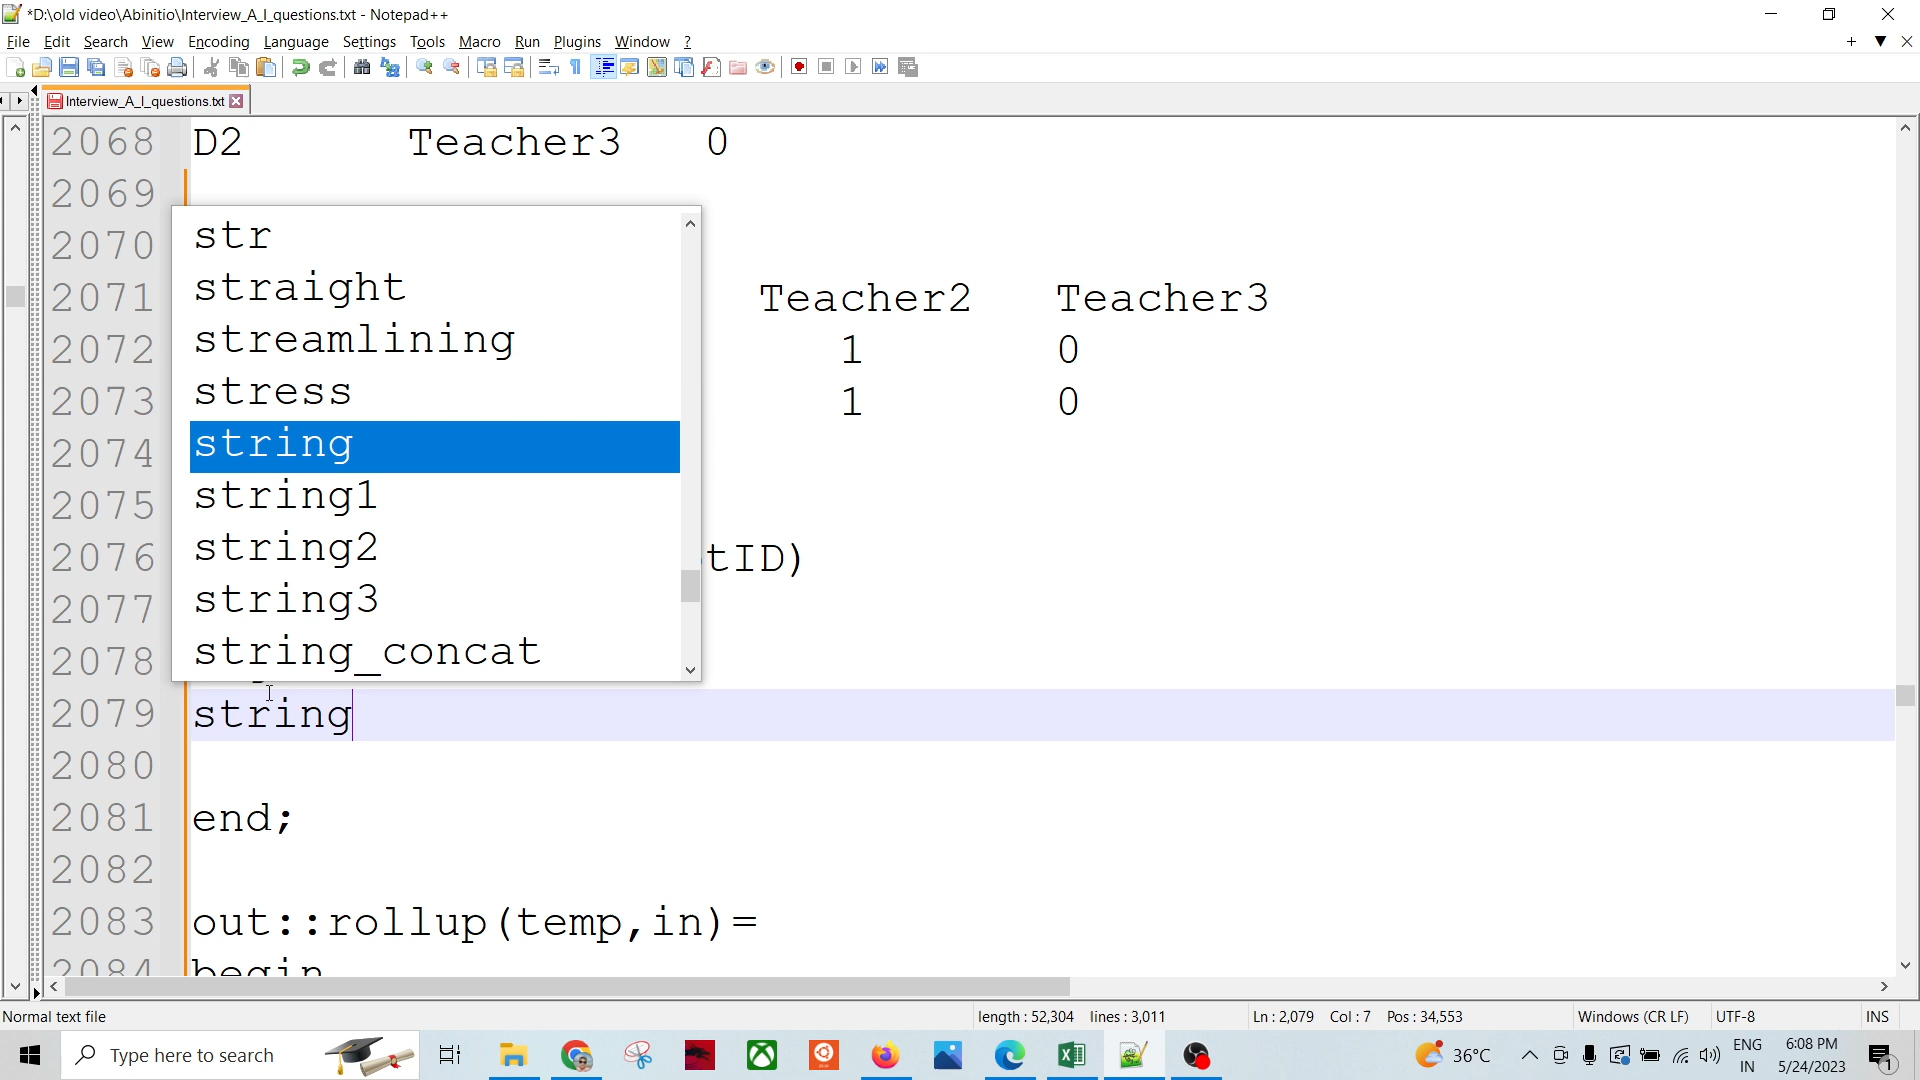 *D:\old video\Abinitio\Interview_A_I_questions.txt - Notepad++
File Edit Search View Encoding Language Settings Tools Macro Run Plugins Window ?
Interview_A_I_questions.txt
2068 D2 Teacher3 0
2069
str
2070
straight
2071 Teacher2 Teacher3
streamlining
2072 1 0
stress
2073 1 0
string
2074
string1
2075
string2
2076 tID)
string3
2077
string_concat
2078
2079 string
2080
2081 end;
2082
2083 out::rollup(temp,in)=
2084 begin
Normal text file length : 52,304 lines : 3,011 Ln : 2,079 Col : 7 Pos : 34,553 Windows (CR LF) UTF-8 INS
Type here to search 36°C ENG IN 6:08 PM 5/24/2023 1